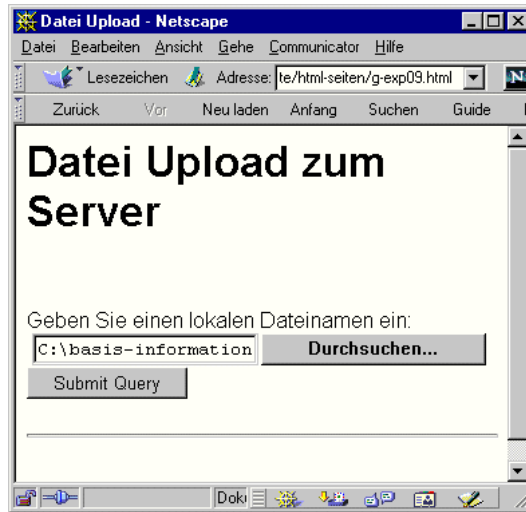 Datei Upload - Netscape
Datei Bearbeiten Ansicht Gehe Communicator Hilfe
Lesezeichen Adresse: te/html-seiten/g-exp09.html N
Zurück Vor Neu laden Anfang Suchen Guide
Datei Upload zum
Server
Geben Sie einen lokalen Dateinamen ein:
C:\basis-information Durchsuchen...
Submit Query
Dok